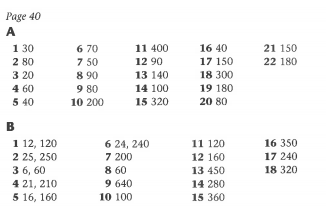 Page 40
A
1 30 6 70 11 400 16 40 21 150
2 80 7 50 12 90 17 150 22 180
3 20 8 90 13 140 18 300
4 60 9 80 14 100 19 180
5 40 10 200 15 320 20 80
B
1 12, 120 6 24, 240 11 120 16 350
2 25, 250 7 200 12 160 17 240
3 6, 60 8 60 13 450 18 320
4 21, 210 9 640 14 280
5 16, 160 10 100 15 360